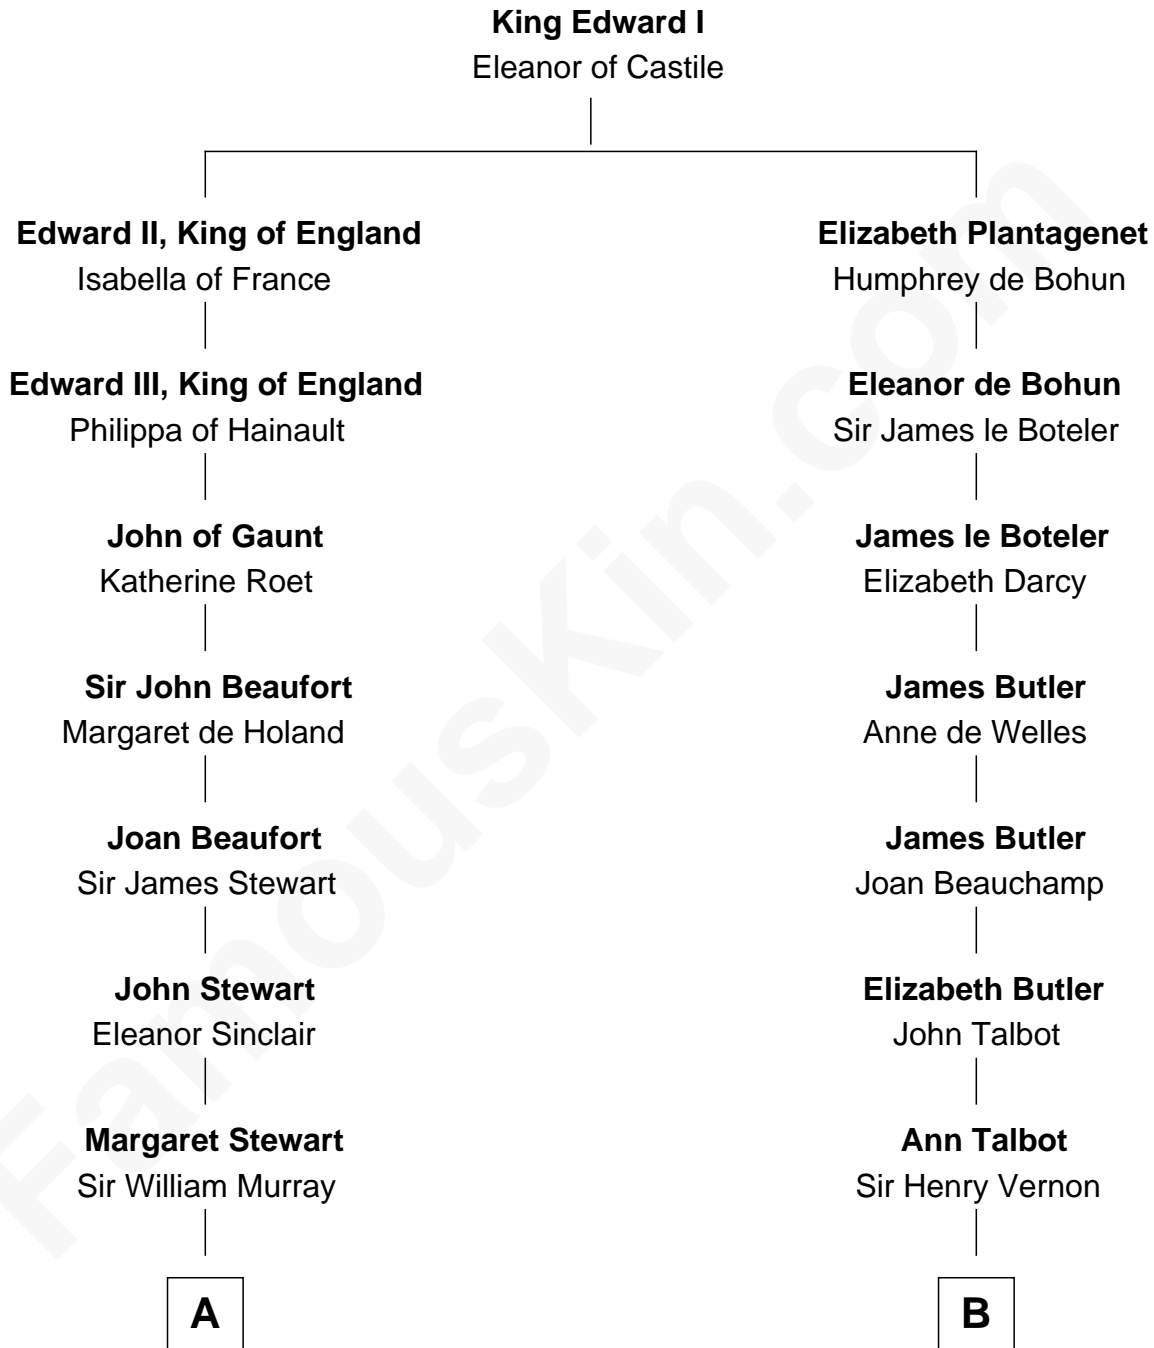 King Edward I
Eleanor of Castile
Edward II, King of England
Isabella of France
Elizabeth Plantagenet
Humphrey de Bohun
Edward III, King of England
Philippa of Hainault
Eleanor de Bohun
Sir James le Boteler
John of Gaunt
Katherine Roet
James le Boteler
Elizabeth Darcy
Sir John Beaufort
Margaret de Holand
James Butler
Anne de Welles
Joan Beaufort
Sir James Stewart
James Butler
Joan Beauchamp
John Stewart
Eleanor Sinclair
Elizabeth Butler
John Talbot
Margaret Stewart
Sir William Murray
Ann Talbot
Sir Henry Vernon
A
B
FamousKin.com